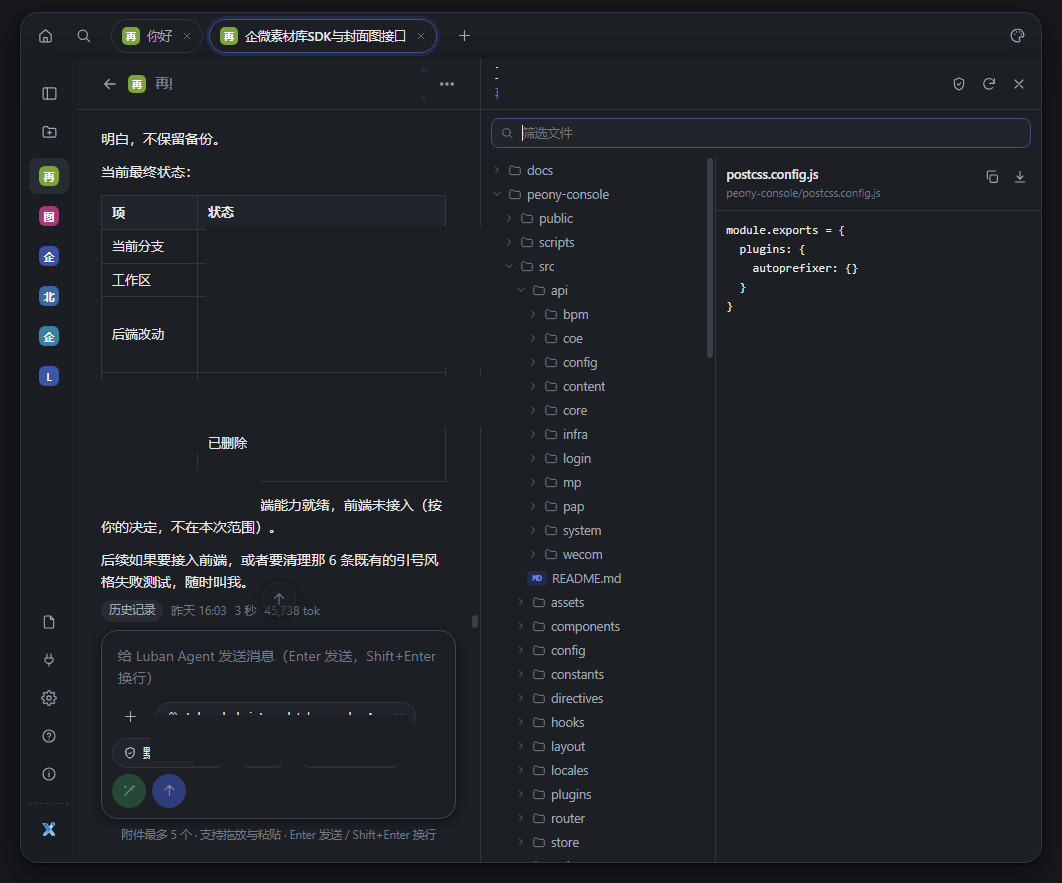 再 你好
再 企微素材库SDK与封面图接口
再 再!
明白，不保留备份。
当前最终状态：
项 状态
当前分支
工作区
后端改动
已删除
端能力就绪，前端未接入（按
你的决定，不在本次范围）。
后续如果要接入前端，或者要清理那 6 条既有的引号风
格失败测试，随时叫我。
历史记录 昨天 16:03 3 秒 45,738 tok
给 Luban Agent 发送消息（Enter 发送，Shift+Enter
换行）
附件最多 5 个 · 支持拖放与粘贴 · Enter 发送 / Shift+Enter 换行
再
图
企
北
企
L
筛选文件
docs
peony-console
public
scripts
src
api
bpm
coe
config
content
core
infra
login
mp
pap
system
wecom
MD README.md
assets
components
config
constants
directives
hooks
layout
locales
plugins
router
store
postcss.config.js
peony-console/postcss.config.js
module.exports = {
plugins: {
autoprefixer: {}
}
}